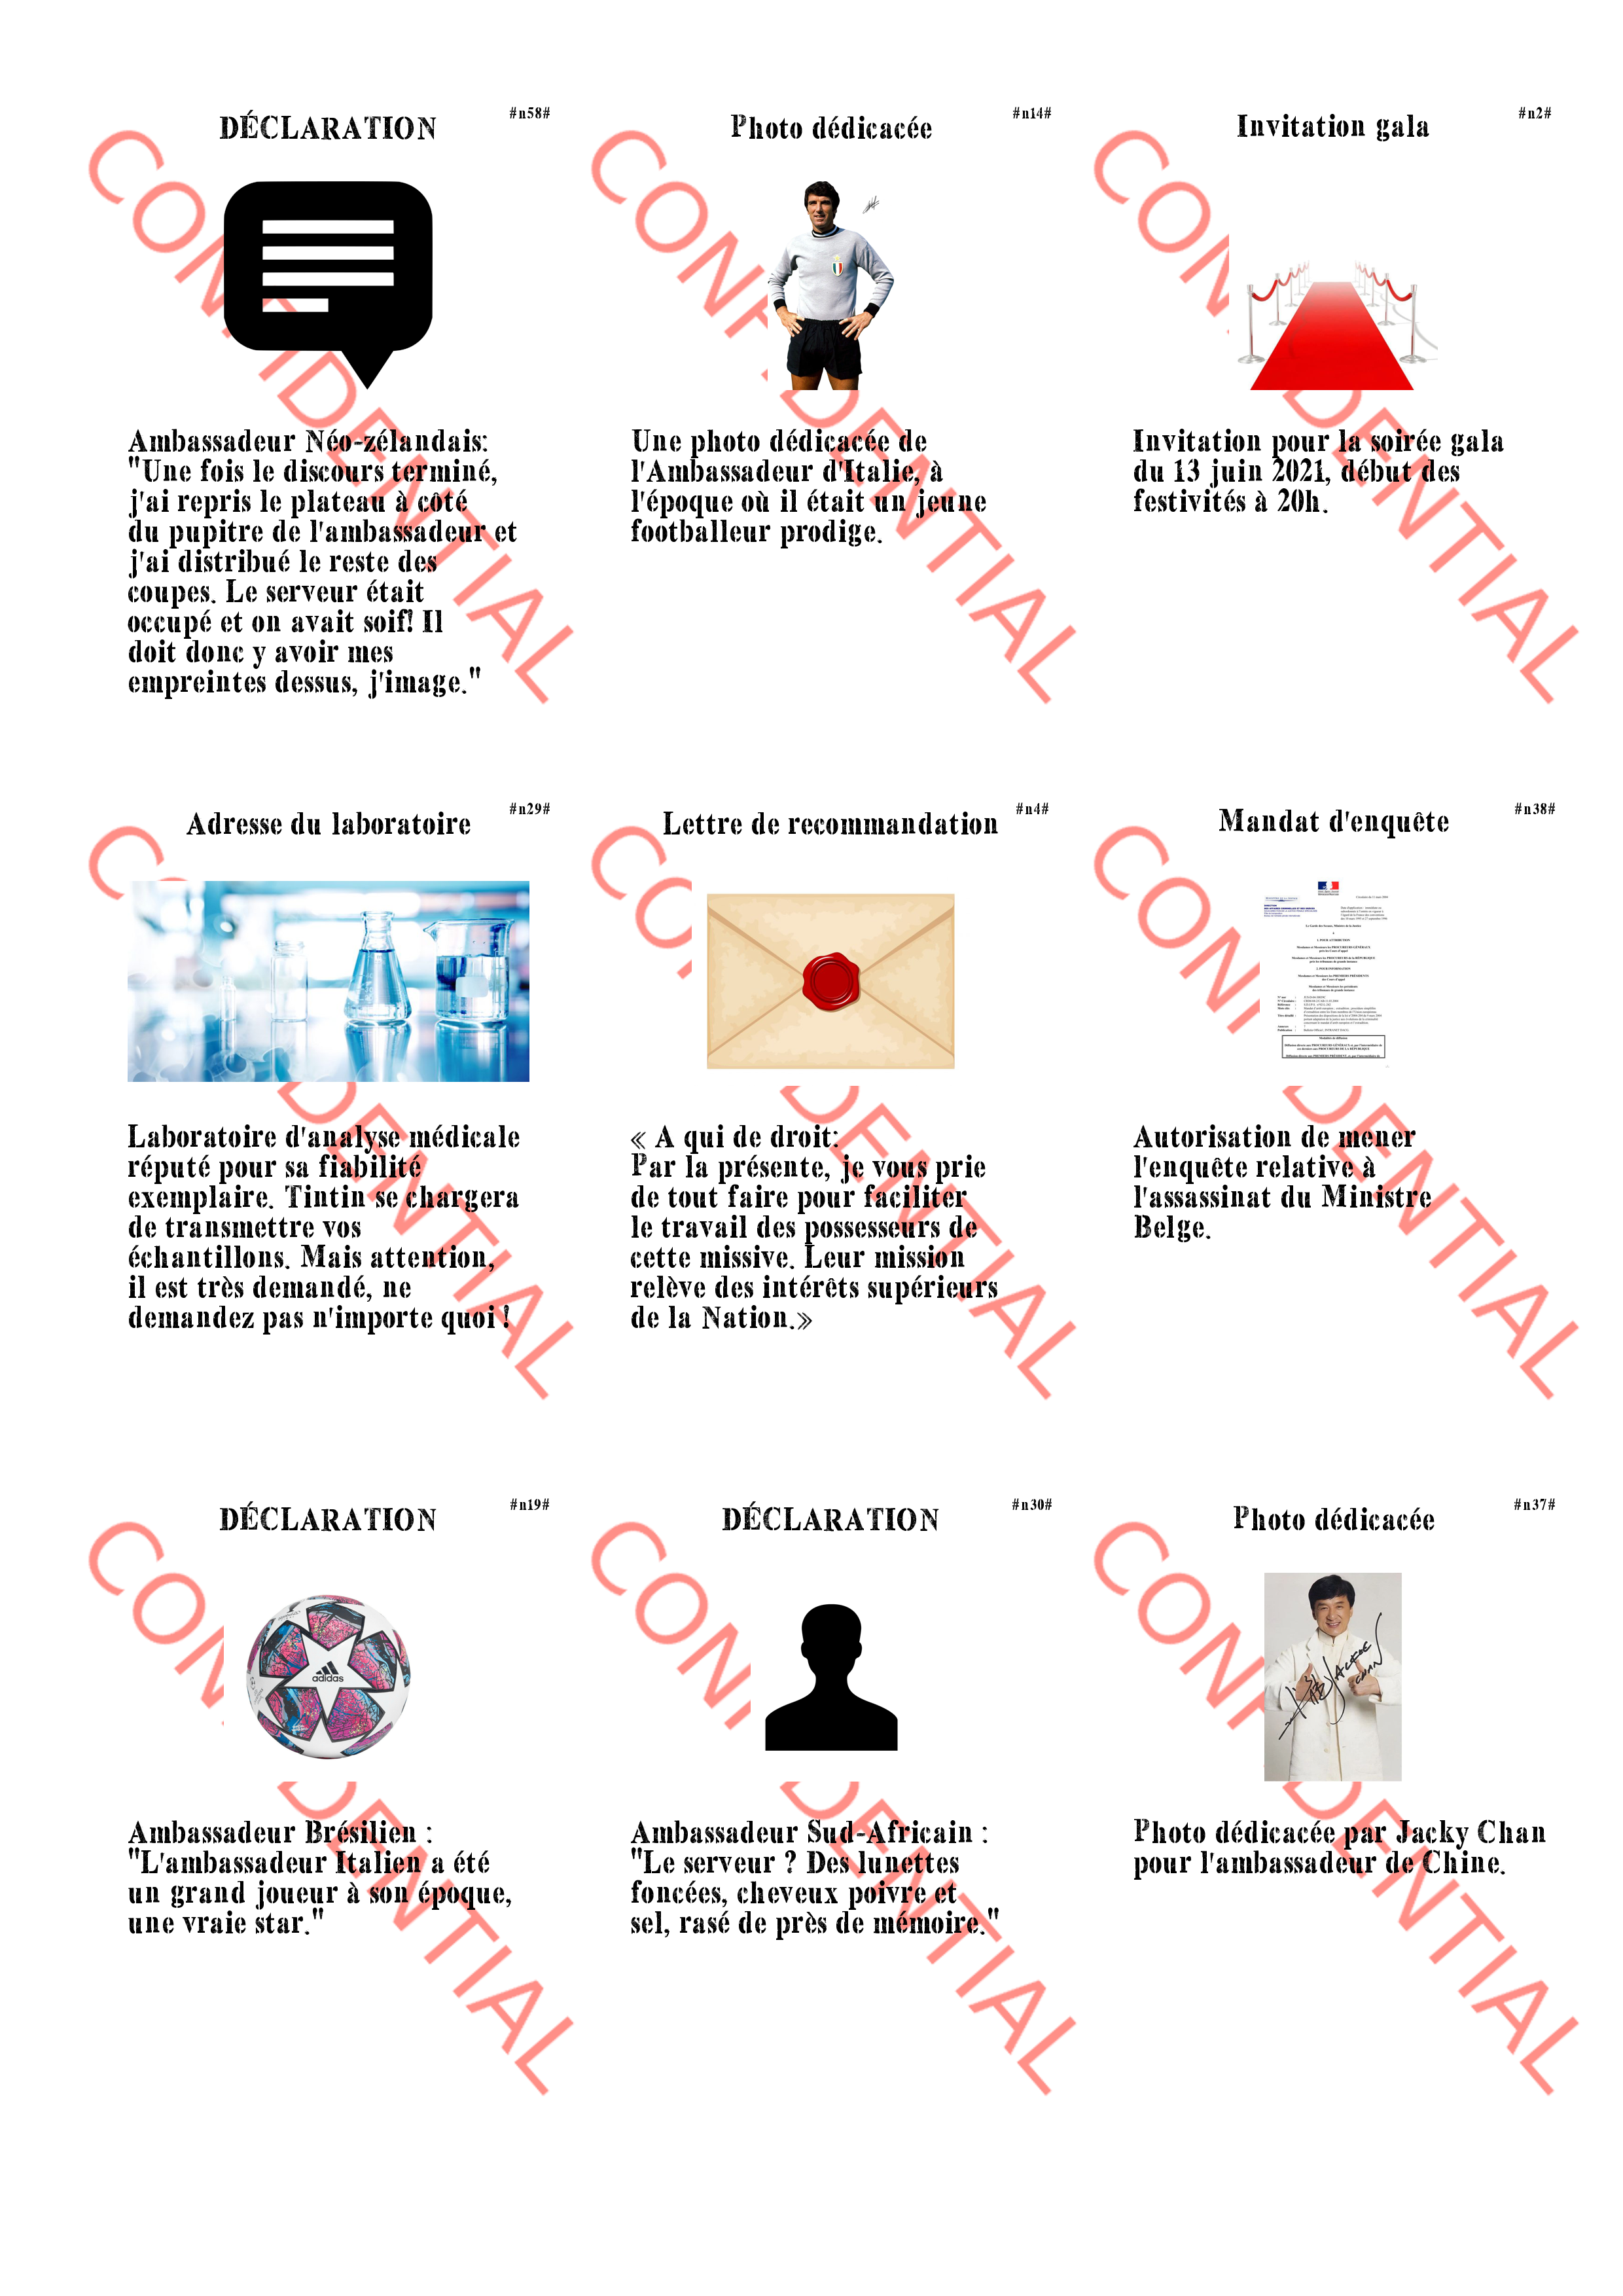 DÉCLARATION
#n58#
CONFIDENTIAL
Ambassadeur Néo-zélandais:
"Une fois le discours terminé,
j'ai repris le plateau à coté
du pupitre de l'ambassadeur et
j'ai distribué le reste des
coupes. Le serveur était
occupé et on avait soif! Il
doit donc y avoir mes
empreintes dessus, j'image."
Photo dédicacée
#n14#
CONFIDENTIAL
Une photo dédicacée de
l'Ambassadeur d'Italie, à
l'époque où il était un jeune
footballeur prodige.
Invitation gala
#n2#
CONFIDENTIAL
Invitation pour la soirée gala
du 13 juin 2021, début des
festivités à 20h.
Adresse du laboratoire
#n29#
CONFIDENTIAL
Laboratoire d'analyse médicale
réputé pour sa fiabilité
exemplaire. Tintin se chargera
de transmettre vos
échantillons. Mais attention,
il est très demandé, ne
demandez pas n'importe quoi !
Lettre de recommandation
#n4#
CONFIDENTIAL
« A qui de droit:
Par la présente, je vous prie
de tout faire pour faciliter
le travail des possesseurs de
cette missive. Leur mission
relève des intérêts supérieurs
de la Nation.»
Mandat d'enquête
#n38#
CONFIDENTIAL
Autorisation de mener
l'enquête relative à
l'assassinat du Ministre
Belge.
DÉCLARATION
#n19#
CONFIDENTIAL
adidas
Ambassadeur Brésilien :
"L'ambassadeur Italien a été
un grand joueur à son époque,
une vraie star."
DÉCLARATION
#n30#
CONFIDENTIAL
Ambassadeur Sud-Africain :
"Le serveur ? Des lunettes
foncées, cheveux poivre et
sel, rasé de près de mémoire."
Photo dédicacée
#n37#
CONFIDENTIAL
JACKIE
CHAN
Photo dédicacée par Jacky Chan
pour l'ambassadeur de Chine.